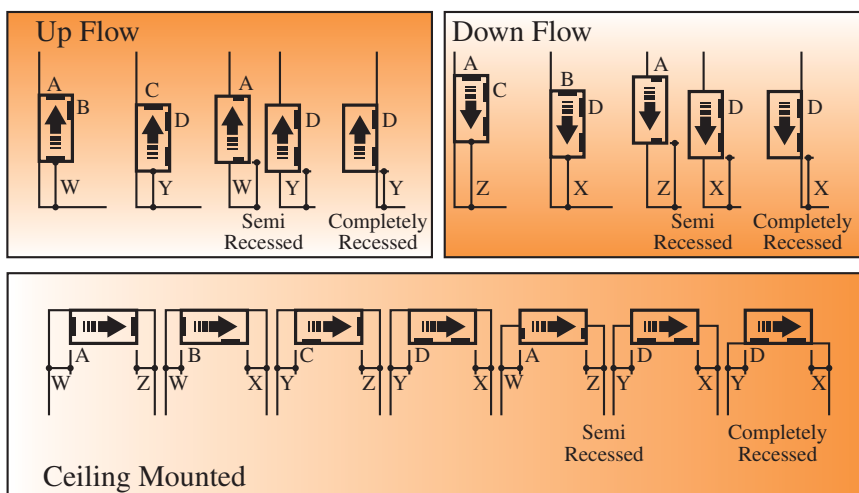 Up Flow
A
B
W
C
D
Y
A
W
D
Y
Semi
Recessed
D
Y
Completely
Recessed
Down Flow
A
C
Z
B
D
X
A
Z
D
X
Semi
Recessed
D
X
Completely
Recessed
A
W
Z
B
W
X
C
Y
Z
D
Y
X
A
W
Z
D
Y
X
Semi
Recessed
D
Y
X
Completely
Recessed
Ceiling Mounted